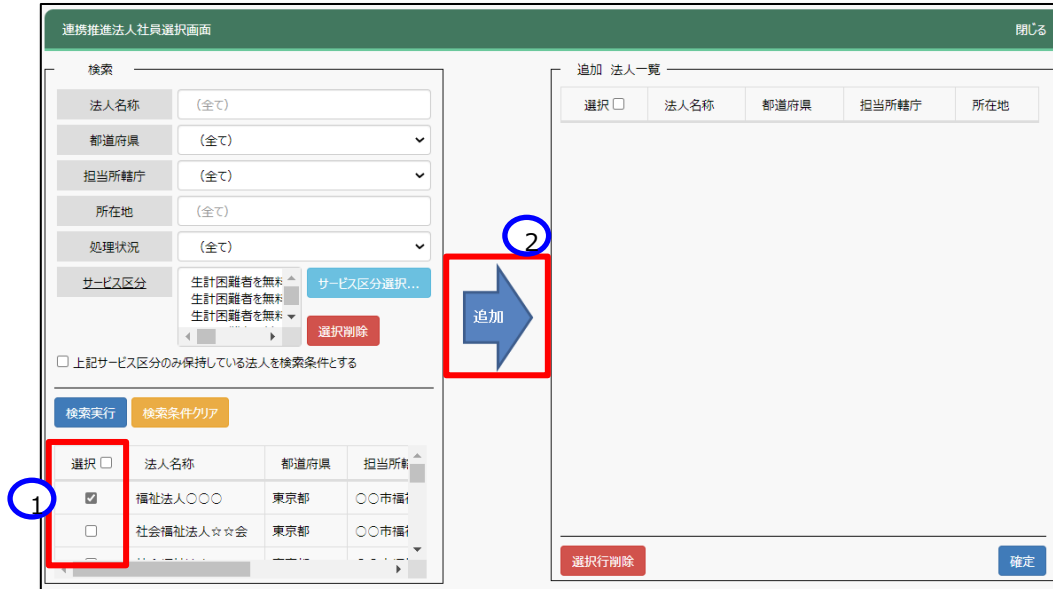 連携推進法人社員選択画面 閉じる
検索
法人名称 (全て)
都道府県 (全て)
担当所轄庁 (全て)
所在地 (全て)
処理状況 (全て)
サービス区分 生計困難者を無料
生計困難者を無料
生計困難者を無料
サービス区分選択...
選択削除
上記サービス区分のみ保持している法人を検索条件とする
検索実行 検索条件クリア
1
選択 法人名称 都道府県 担当所轄
福祉法人〇〇〇 東京都 〇〇市福祉
社会福祉法人☆☆会 東京都 〇〇市福祉
2
追加
追加 法人一覧
選択 法人名称 都道府県 担当所轄庁 所在地
選択行削除 確定